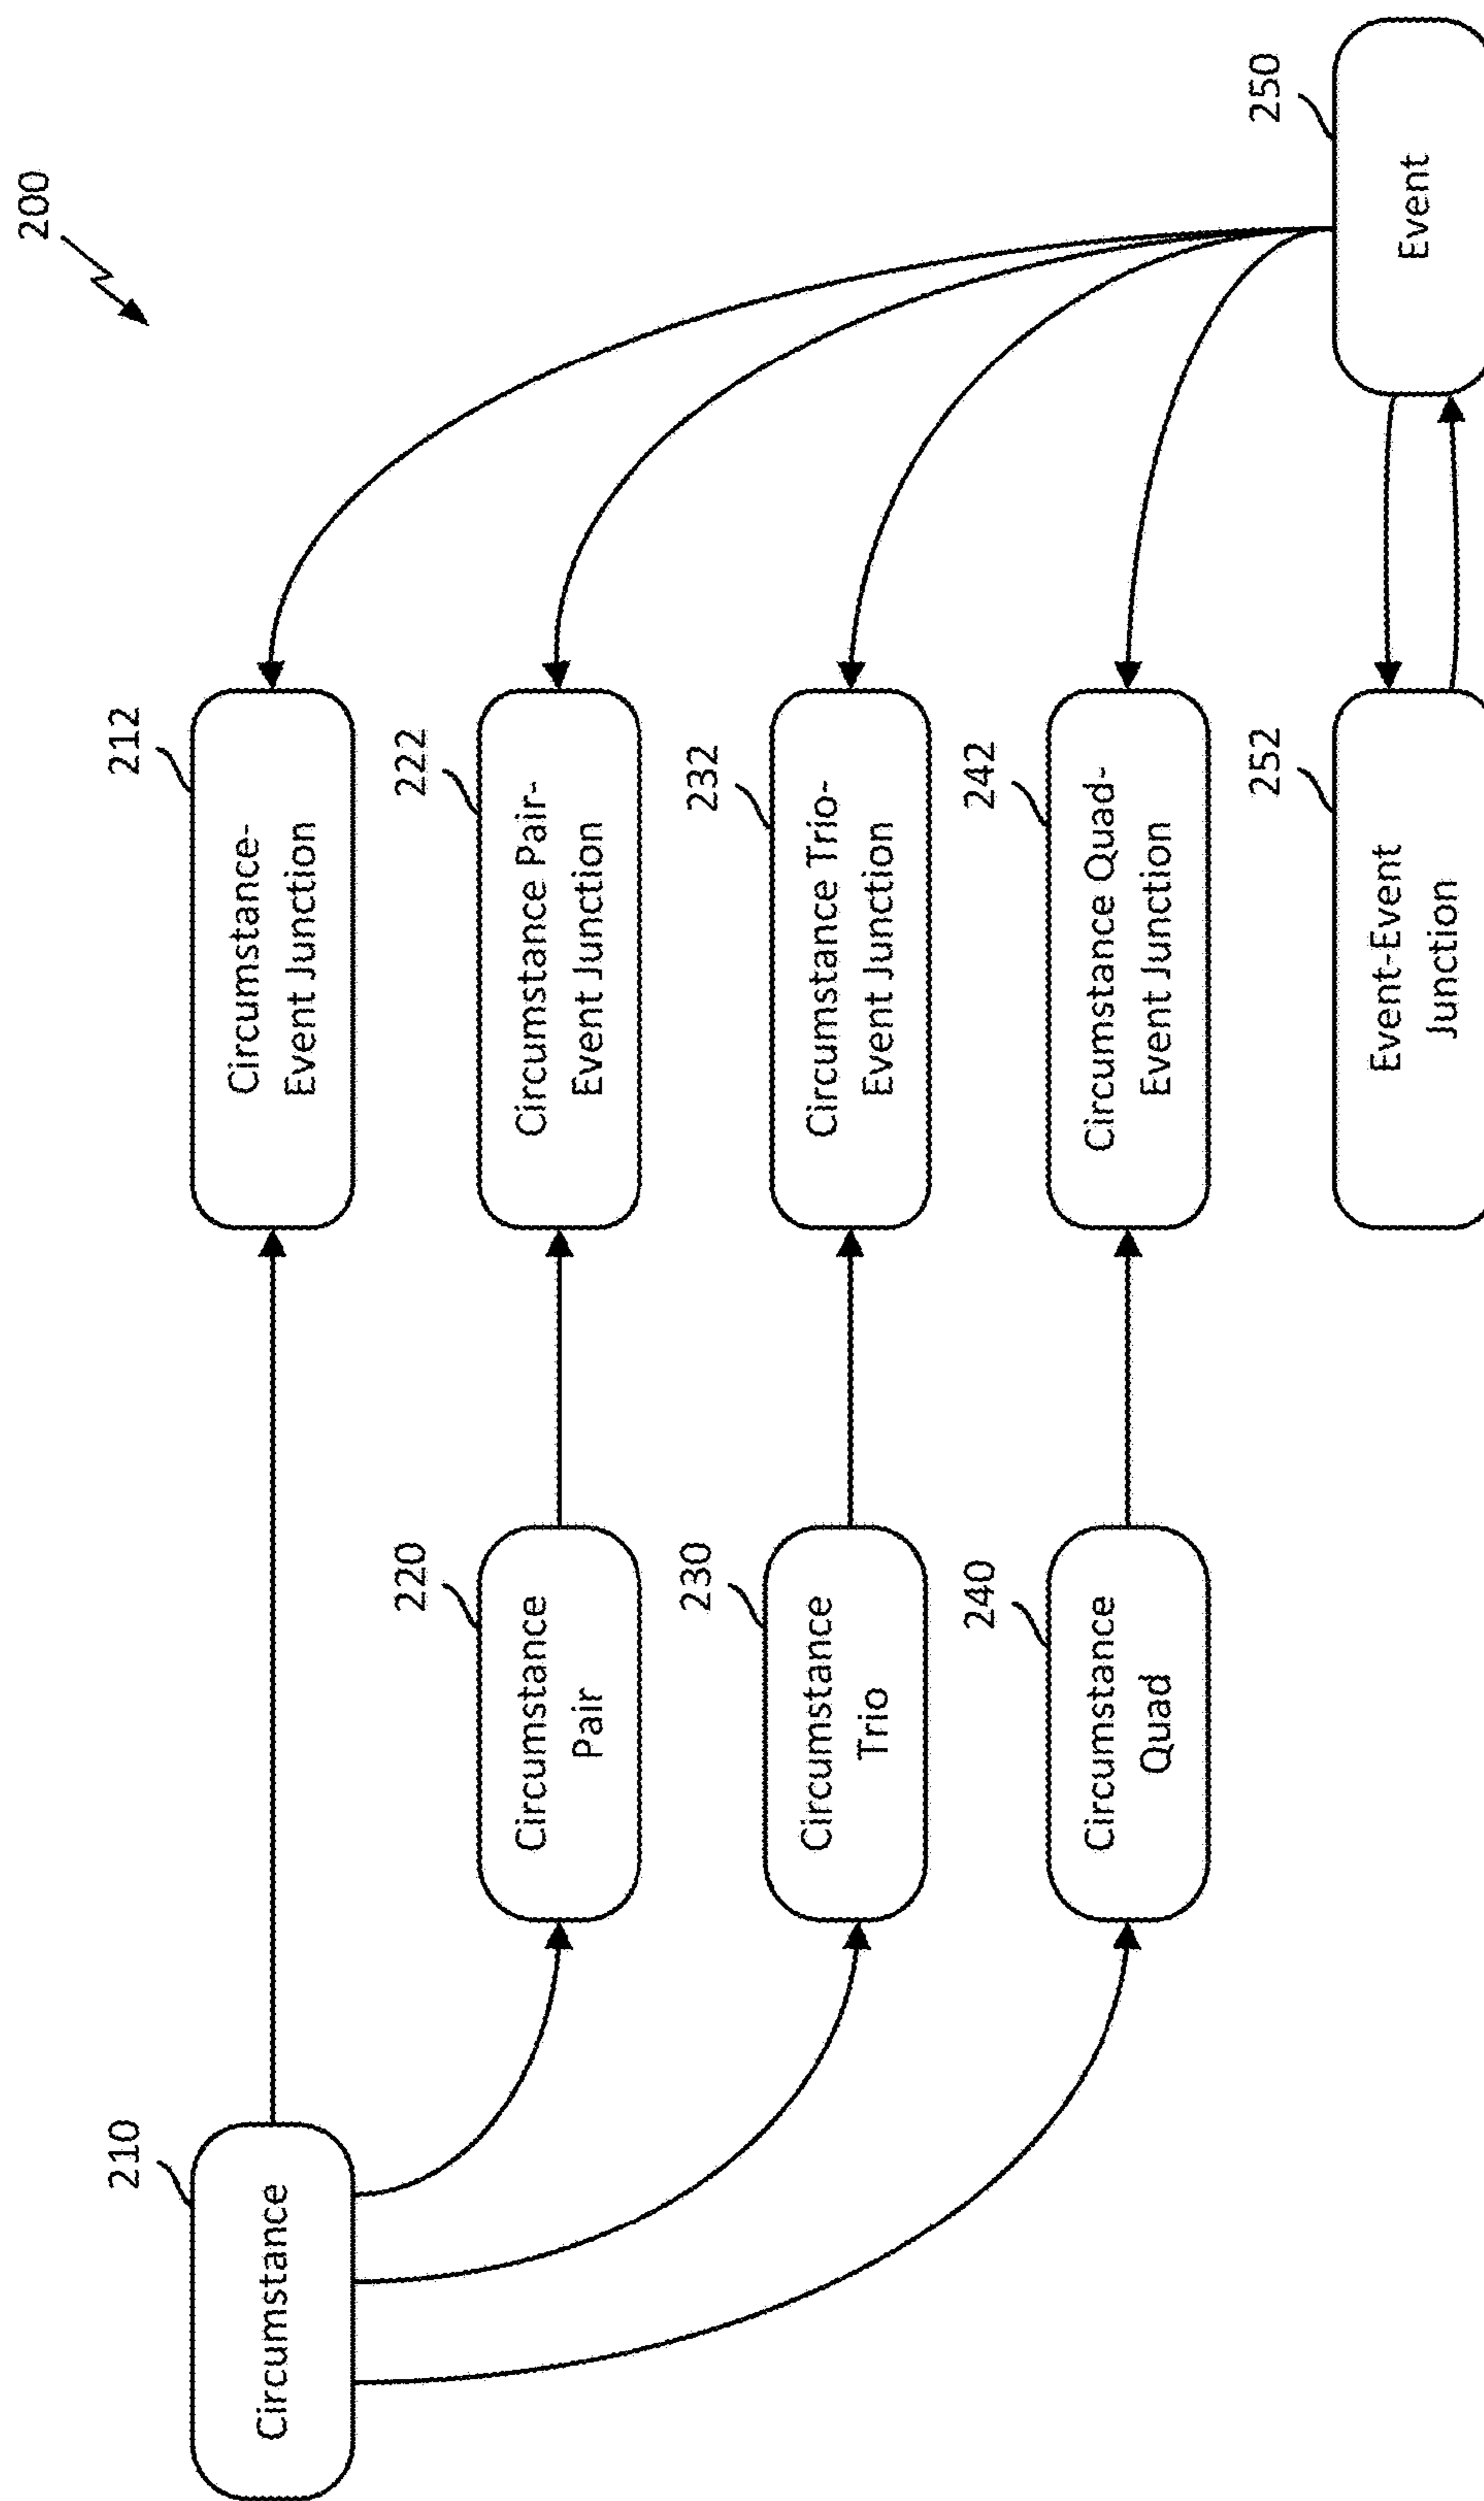 200
210
Circumstance
212
Circumstance-
Event Junction
220
Circumstance
Pair
222
Circumstance Pair-
Event Junction
230
Circumstance
Trio
232
Circumstance Trio-
Event Junction
240
Circumstance
Quad
242
Circumstance Quad-
Event Junction
252
Event-Event
Junction
250
Event